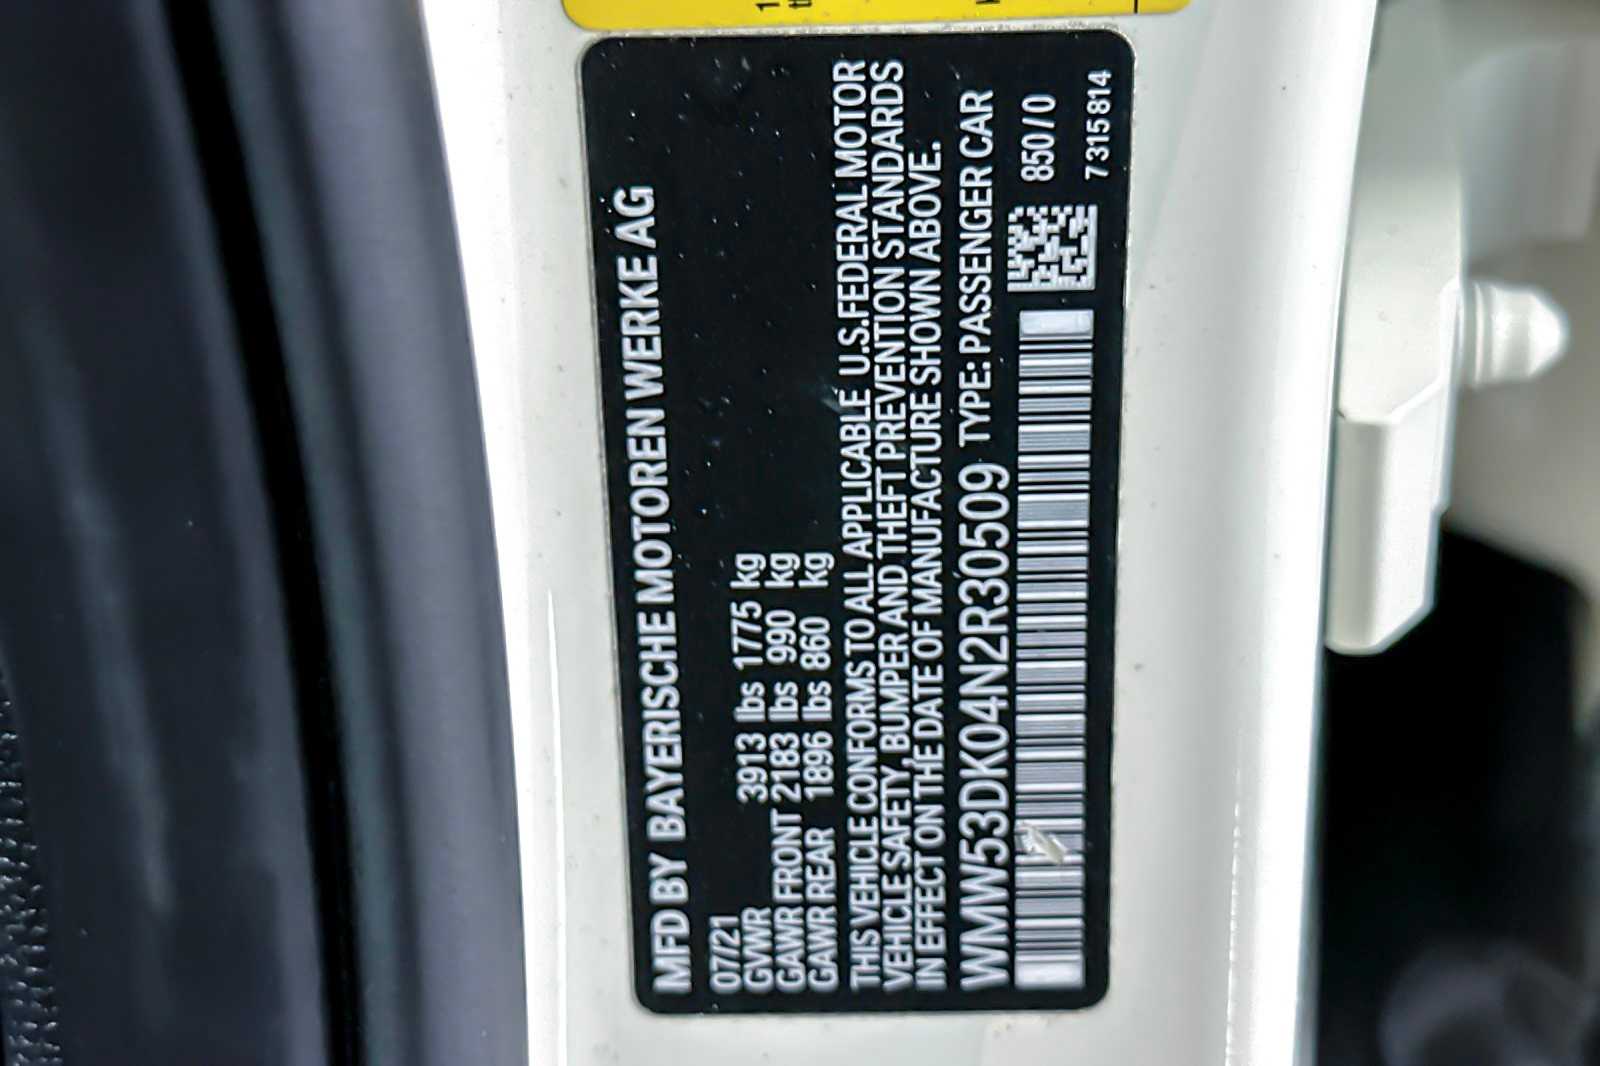 MFD BY BAYERISCHE MOTOREN WERKE AG
07/21
GVWR 3913 lbs 1775 kg
GAWR FRONT 2183 lbs 990 kg
GAWR REAR 1896 lbs 860 kg
THIS VEHICLE CONFORMS TO ALL APPLICABLE U.S.FEDERAL MOTOR
VEHICLE SAFETY, BUMPER AND THEFT PREVENTION STANDARDS
IN EFFECT ON THE DATE OF MANUFACTURE SHOWN ABOVE.
WMW53DK04N2R30509 TYPE: PASSENGER CAR
850/0
7315814